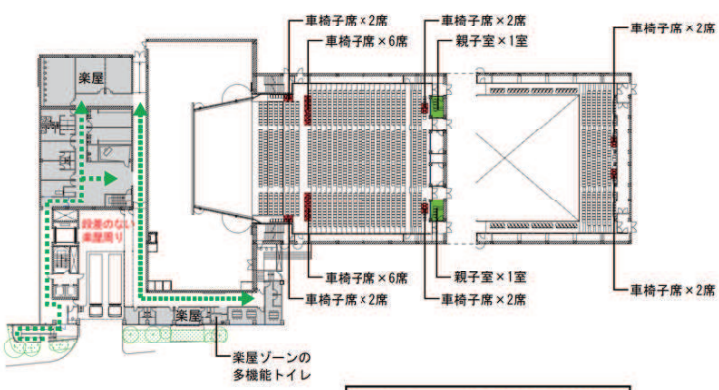 車椅子席×2席
車椅子席×6席
車椅子席×2席
親子室×1室
車椅子席×2席
楽屋
段差のない
楽屋周り
車椅子席×6席
車椅子席×2席
親子室×1室
車椅子席×2席
車椅子席×2席
楽屋
楽屋ゾーンの
多機能トイレ